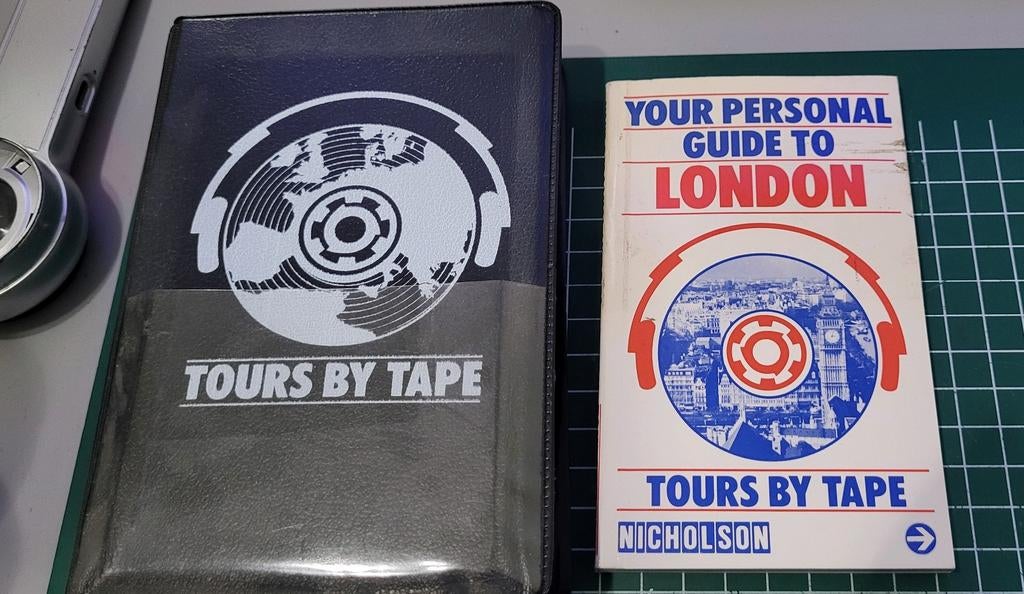 TOURS BY TAPE
YOUR PERSONAL
GUIDE TO
LONDON
TOURS BY TAPE
NICHOLSON